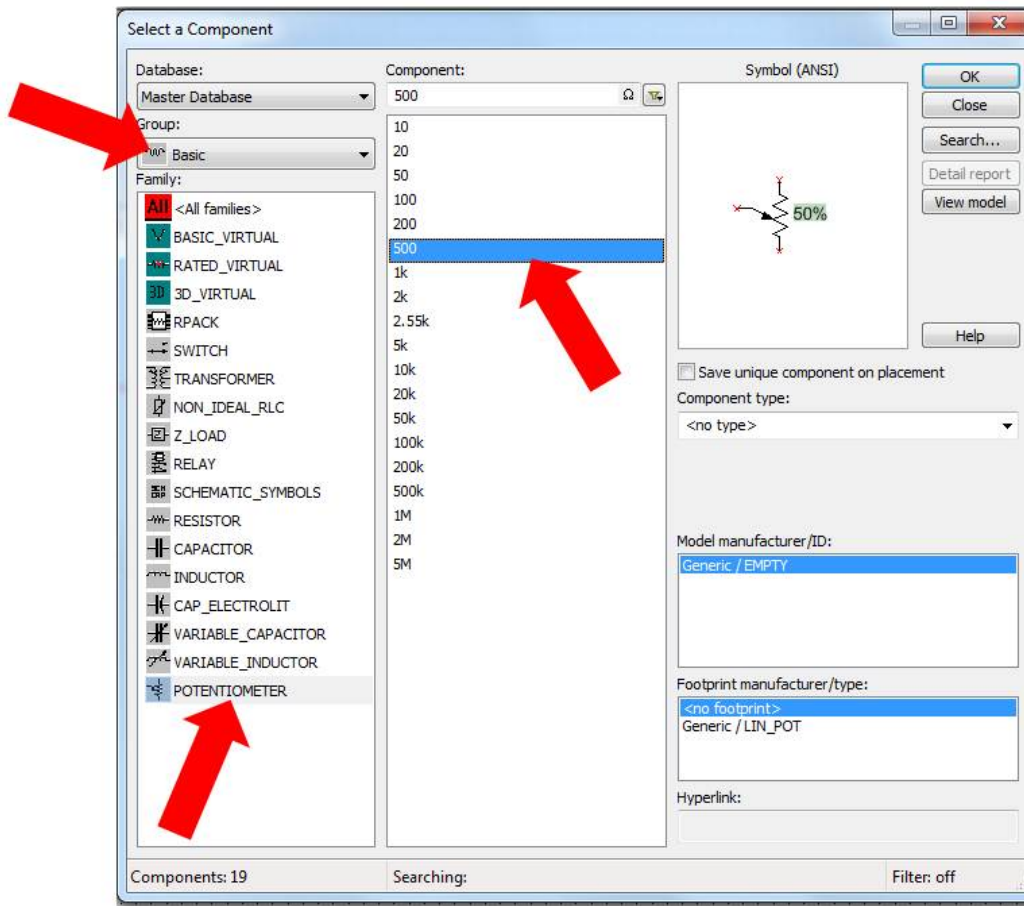 Select a Component
Database:
Master Database
Group:
Basic
Family:
All <All families>
BASIC_VIRTUAL
RATED_VIRTUAL
3D 3D_VIRTUAL
RPACK
SWITCH
TRANSFORMER
NON_IDEAL_RLC
Z Z_LOAD
RELAY
SCHEMATIC_SYMBOLS
RESISTOR
CAPACITOR
INDUCTOR
CAP_ELECTROLIT
VARIABLE_CAPACITOR
VARIABLE_INDUCTOR
POTENTIOMETER
Component:
500 Ω
10
20
50
100
200
500
1k
2k
2.55k
5k
10k
20k
50k
100k
200k
500k
1M
2M
5M
Symbol (ANSI)
50%
OK
Close
Search...
Detail report
View model
Help
Save unique component on placement
Component type:
<no type>
Model manufacturer/ID:
Generic / EMPTY
Footprint manufacturer/type:
<no footprint>
Generic / LIN_POT
Hyperlink:
Components: 19
Searching:
Filter: off